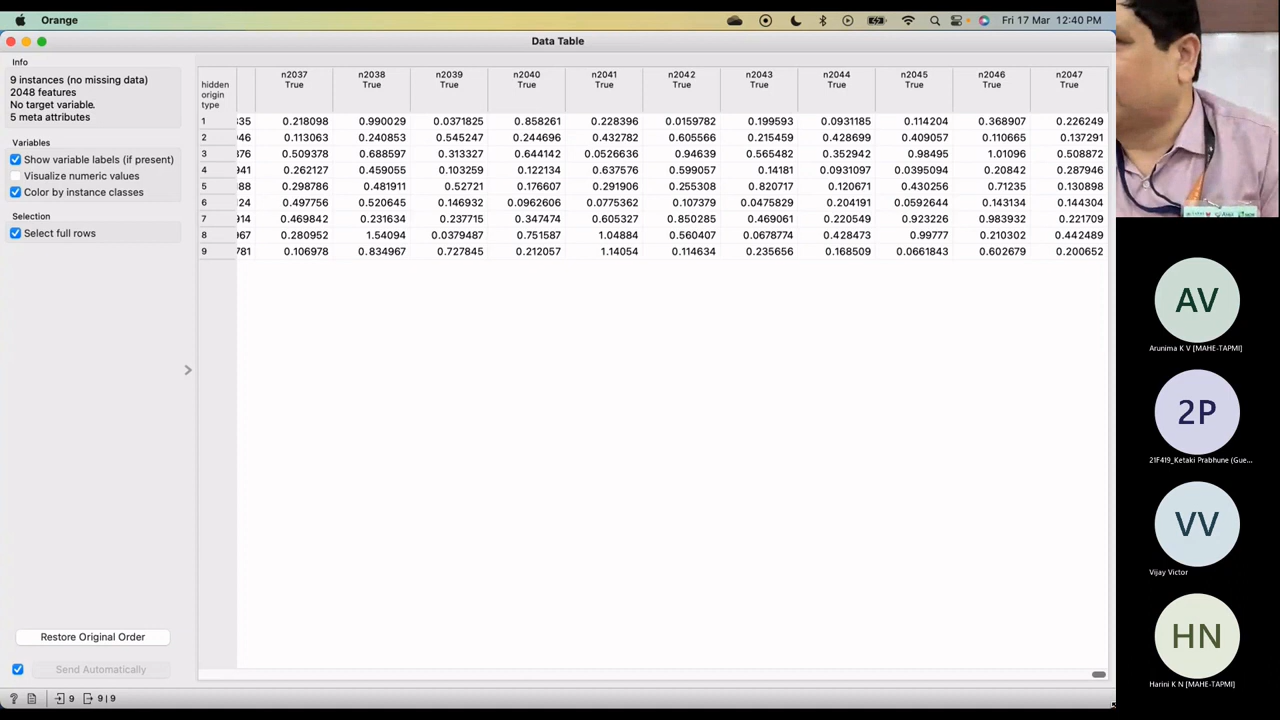 Orange
Fri 17 Mar 12:40 PM
Data Table
Info
9 instances (no missing data)
2048 features
No target variable.
5 meta attributes
Variables
Show variable labels (if present)
Visualize numeric values
Color by instance classes
Selection
Select full rows
Restore Original Order
Send Automatically
9
9|9
hidden
origin
type
n2037 n2038 n2039 n2040 n2041 n2042 n2043 n2044 n2045 n2046 n2047
True True True True True True True True True True True
1 335 0.218098 0.990029 0.0371825 0.858261 0.228396 0.0159782 0.199593 0.0931185 0.114204 0.368907 0.226249
2 046 0.113063 0.240853 0.545247 0.244696 0.432782 0.605566 0.215459 0.428699 0.409057 0.110665 0.137291
3 376 0.509378 0.688597 0.313327 0.644142 0.0526636 0.94639 0.565482 0.352942 0.98495 1.01096 0.508872
4 941 0.262127 0.459055 0.103259 0.122134 0.637576 0.599057 0.14181 0.0931097 0.0395094 0.20842 0.287946
5 388 0.298786 0.481911 0.52721 0.176607 0.291906 0.255308 0.820717 0.120671 0.430256 0.71235 0.130898
6 124 0.497756 0.520645 0.146932 0.0962606 0.0775362 0.107379 0.0475829 0.204191 0.0592644 0.143134 0.144304
7 914 0.469842 0.231634 0.237715 0.347474 0.605327 0.850285 0.469061 0.220549 0.923226 0.983932 0.221709
8 967 0.280952 1.54094 0.0379487 0.751587 1.04884 0.560407 0.0678774 0.428473 0.99777 0.210302 0.442489
9 781 0.106978 0.834967 0.727845 0.212057 1.14054 0.114634 0.235656 0.168509 0.0661843 0.602679 0.200652
AV
Arunima K V [MAHE-TAPMI]
2P
21F419_Ketaki Prabhune (Gue...
VV
Vijay Victor
HN
Harini K N [MAHE-TAPMI]